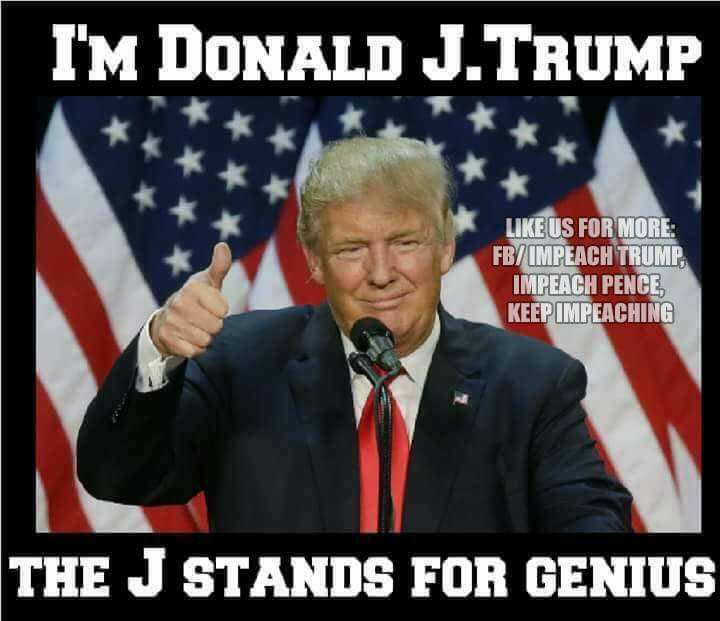 I'M DONALD J.TRUMP
LIKE US FOR MORE:
FB/IMPEACH TRUMP,
IMPEACH PENCE,
KEEP IMPEACHING
THE J STANDS FOR GENIUS